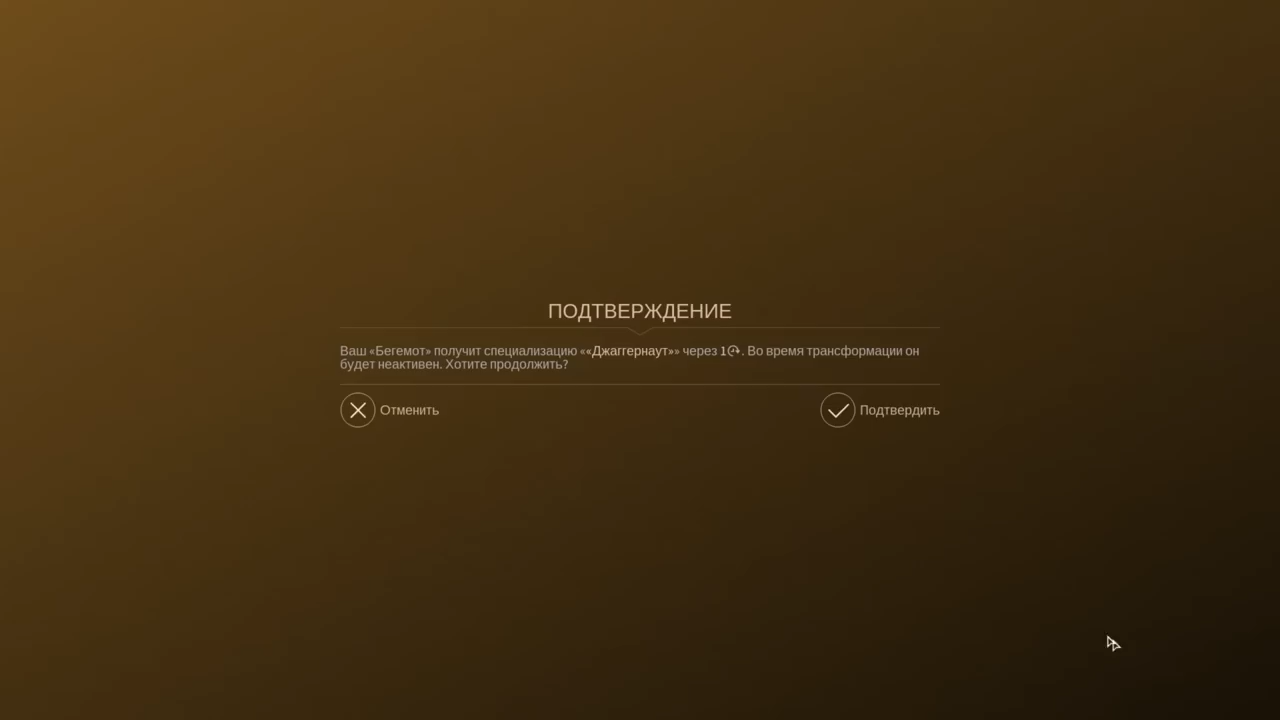 ПОДТВЕРЖДЕНИЕ
Ваш «Бегемот» получит специализацию ««Джаггернаут»» через 1. Во время трансформации он
будет неактивен. Хотите продолжить?
Отменить
Подтвердить